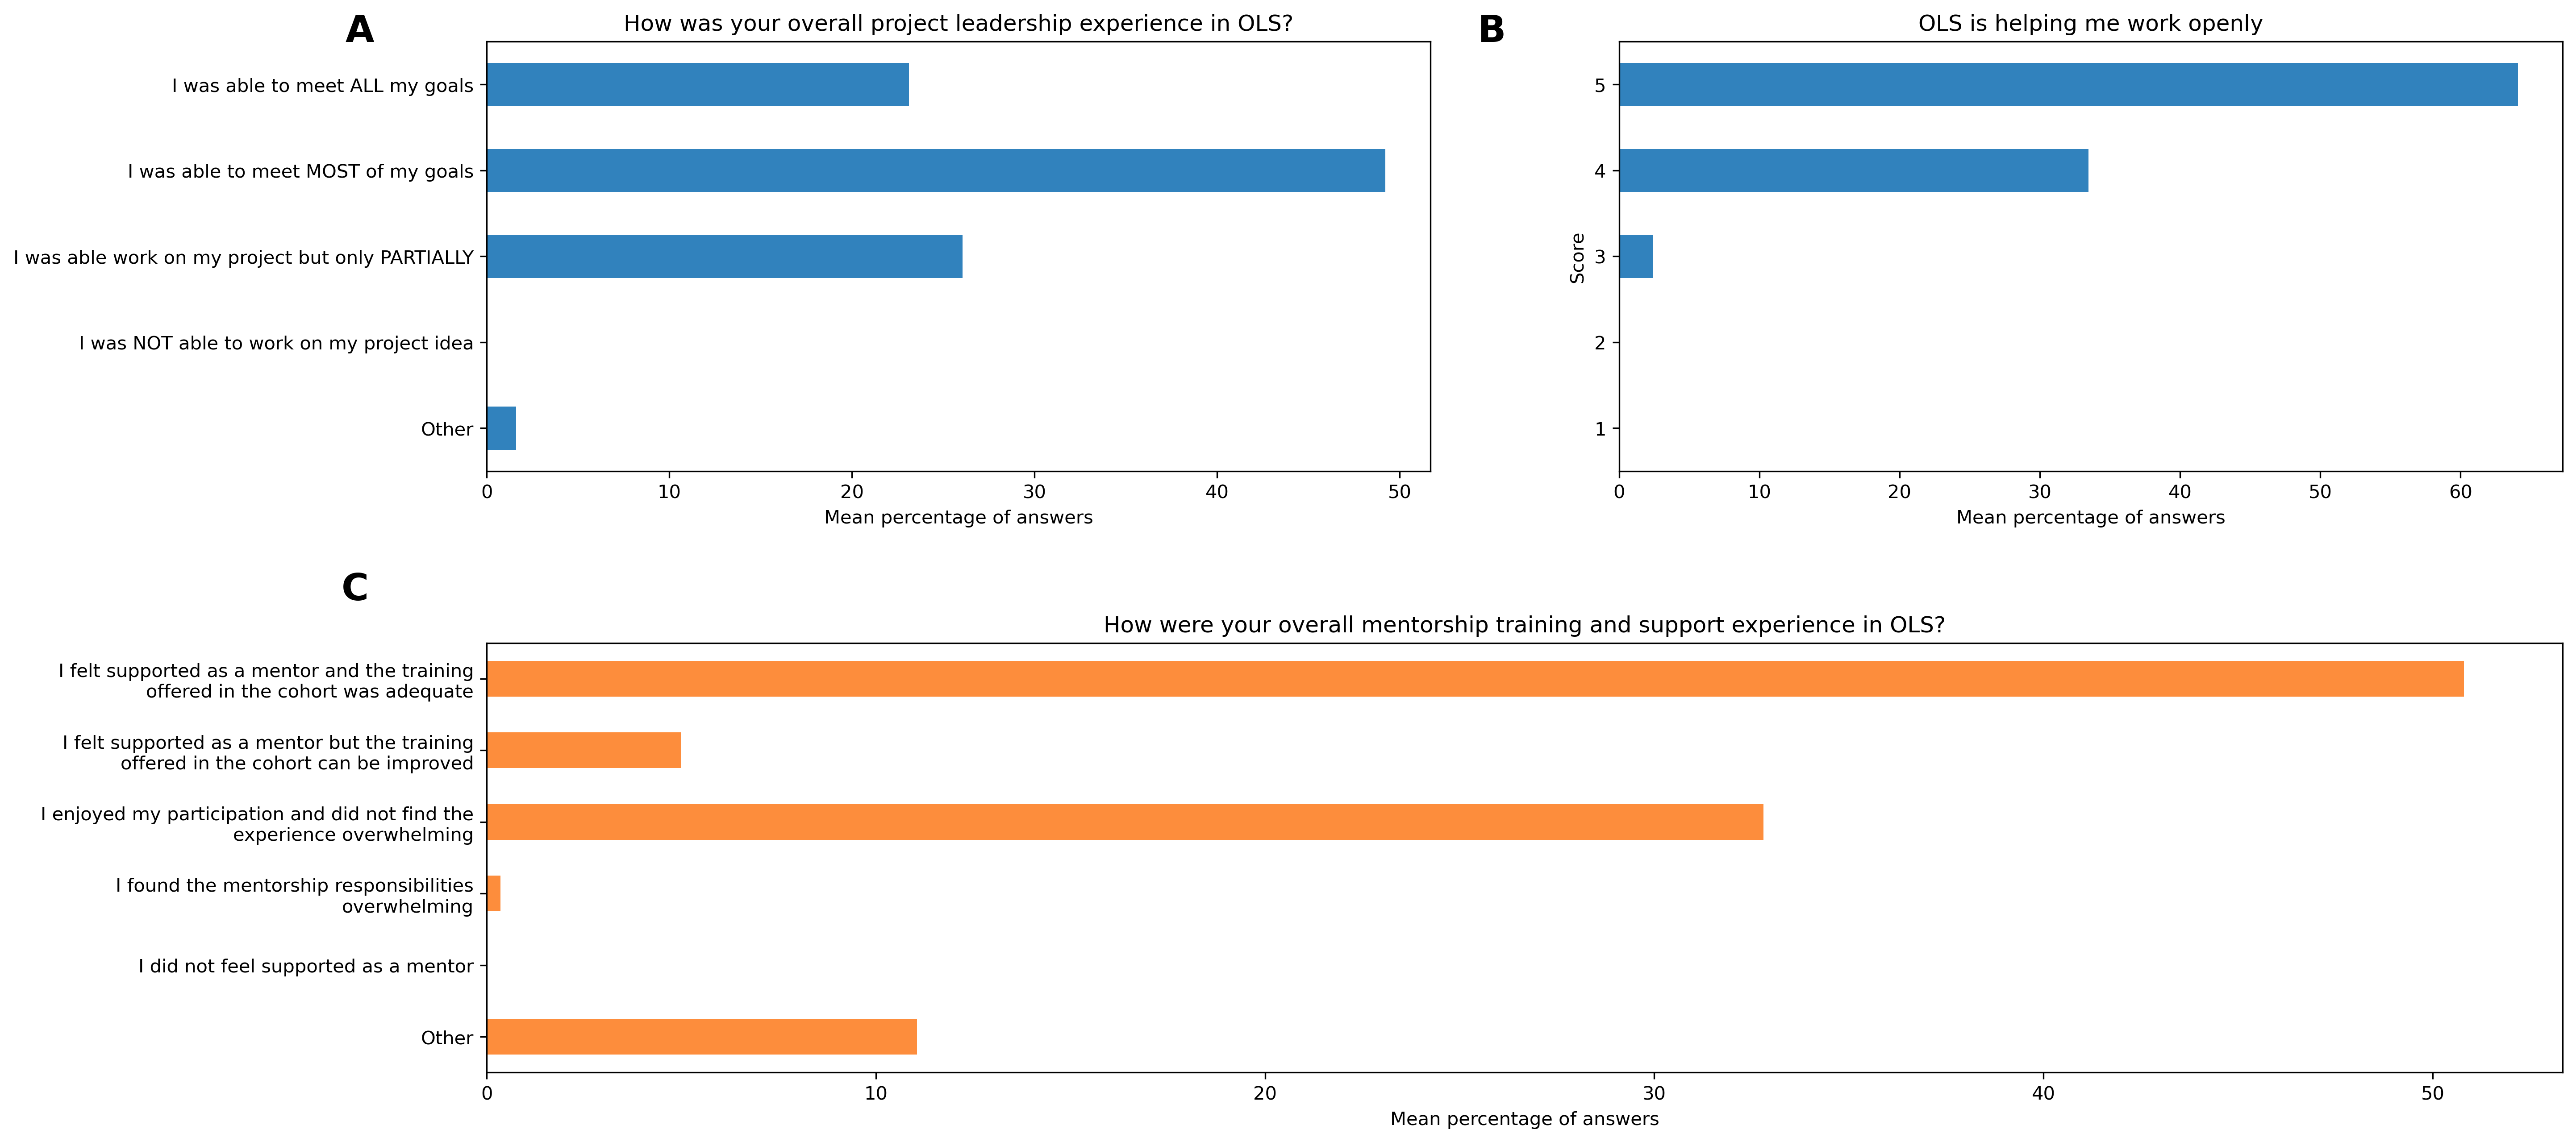 A
How was your overall project leadership experience in OLS?
I was able to meet ALL my goals
I was able to meet MOST of my goals
I was able work on my project but only PARTIALLY
I was NOT able to work on my project idea
Other
0 10 20 30 40 50
Mean percentage of answers
B
OLS is helping me work openly
Score
5
4
3
2
1
0 10 20 30 40 50 60
Mean percentage of answers
C
How were your overall mentorship training and support experience in OLS?
I felt supported as a mentor and the training
offered in the cohort was adequate
I felt supported as a mentor but the training
offered in the cohort can be improved
I enjoyed my participation and did not find the
experience overwhelming
I found the mentorship responsibilities
overwhelming
I did not feel supported as a mentor
Other
0 10 20 30 40 50
Mean percentage of answers